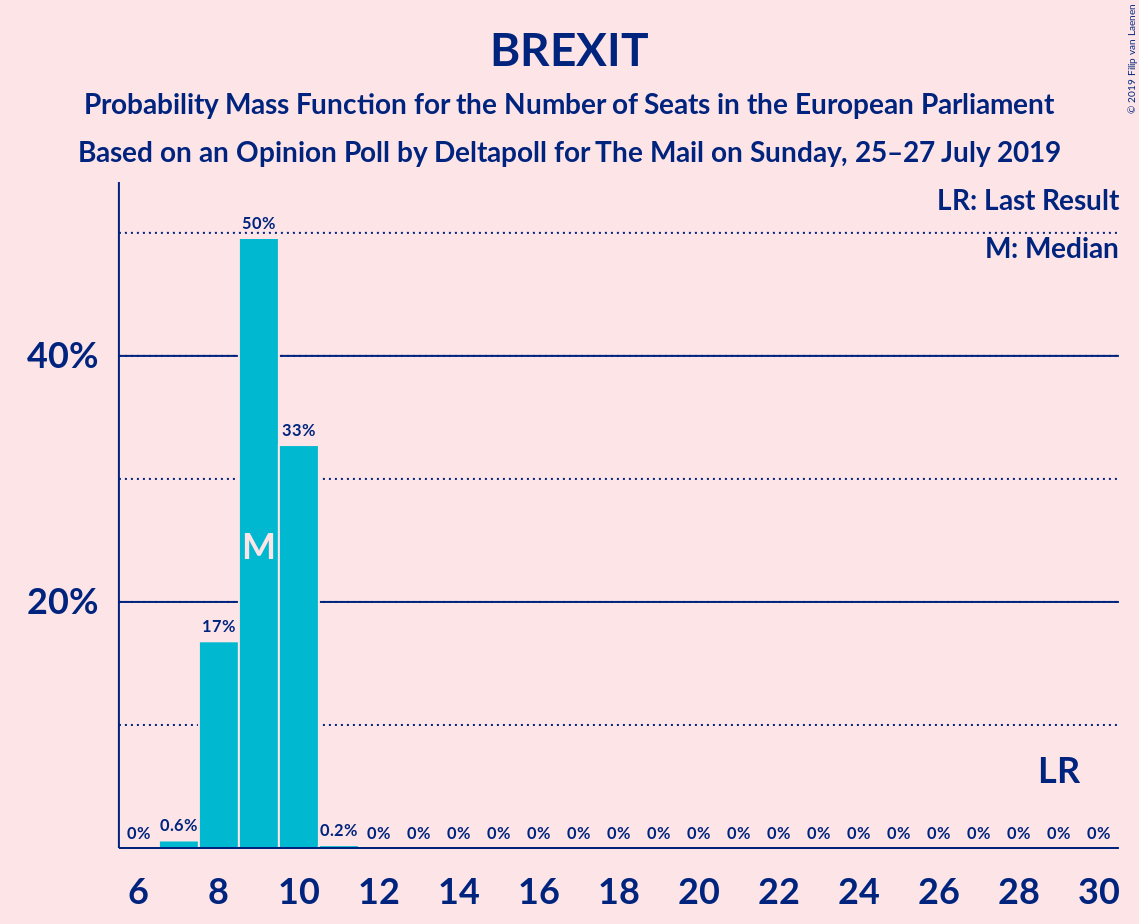 BREXIT
Probability Mass Function for the Number of Seats in the European Parliament
Based on an Opinion Poll by Deltapoll for The Mail on Sunday, 25–27 July 2019
© 2019 Filip van Laenen
LR: Last Result
M: Median
40%
20%
0% 0.6% 17% 50% 33% 0.2% 0% 0% 0% 0% 0% 0% 0% 0% 0% 0% 0% 0% 0% 0% 0% 0% 0% 0% 0%
M
LR
6 8 10 12 14 16 18 20 22 24 26 28 30